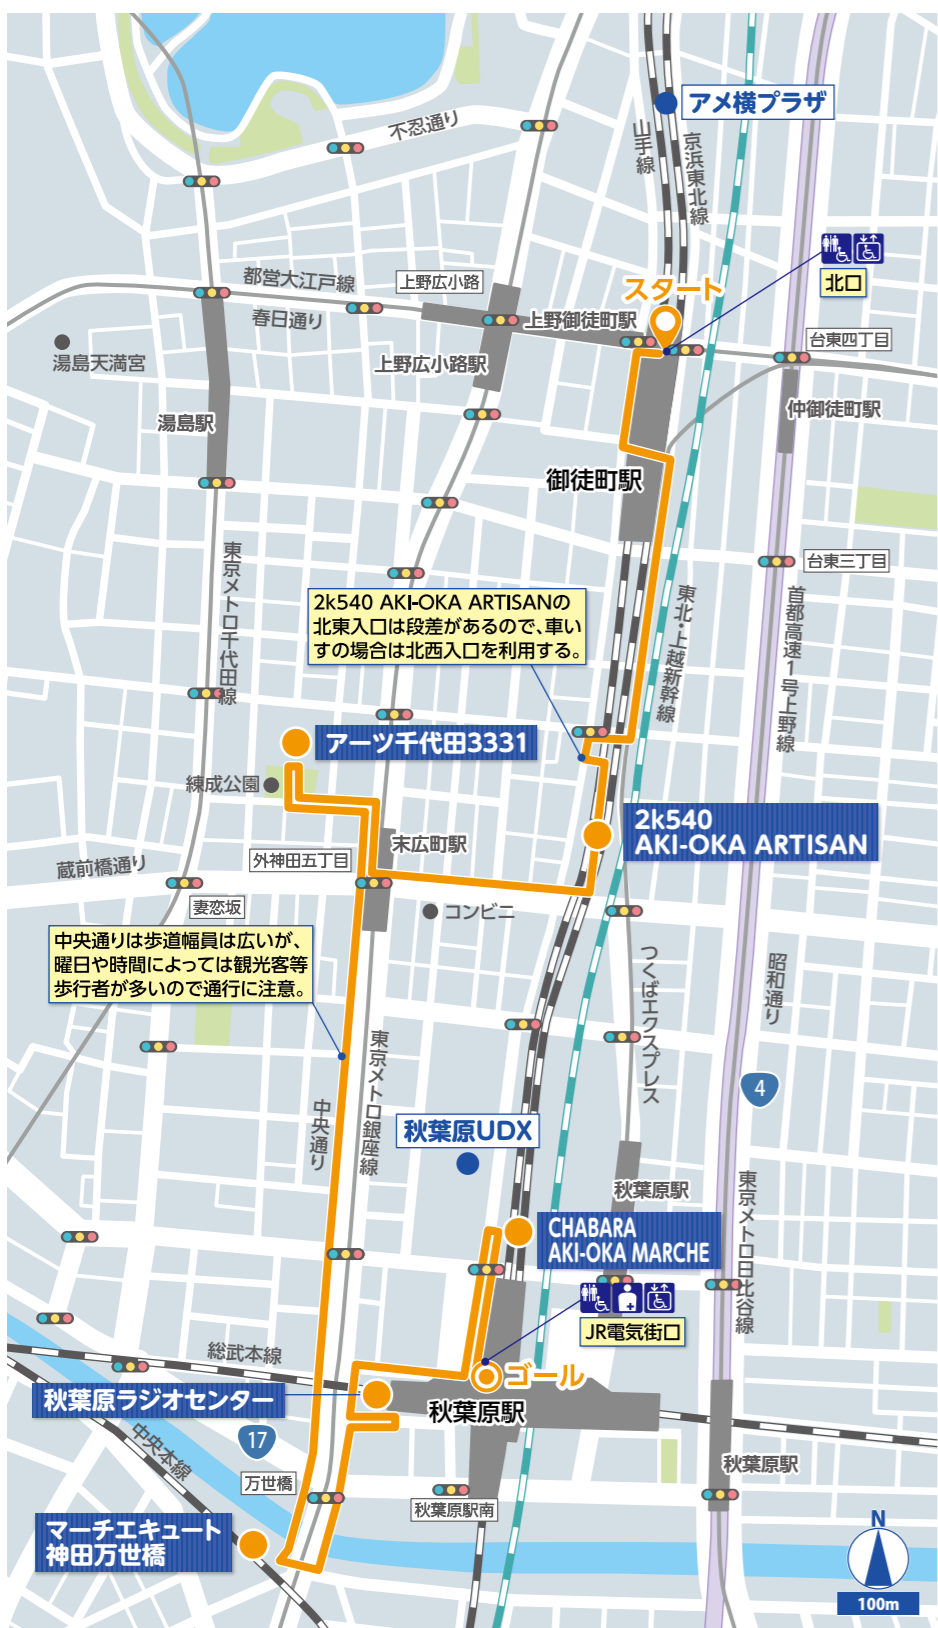 不忍通り
アメ横プラザ
山手線
京浜東北線
都営大江戸線
春日通り
上野広小路
上野御徒町駅
上野広小路駅
スタート
北口
台東四丁目
湯島天満宮
湯島駅
仲御徒町駅
御徒町駅
台東三丁目
東京メトロ千代田線
2k540 AKI-OKA ARTISANの
北東入口は段差があるので、車い
すの場合は北西入口を利用する。
東北・上越新幹線
首都高速1号上野線
アーツ千代田3331
練成公園
2k540
AKI-OKA ARTISAN
末広町駅
蔵前橋通り
外神田五丁目
妻恋坂
コンビニ
中央通りは歩道幅員は広いが、
曜日や時間によっては観光客等
歩行者が多いので通行に注意。
つくばエクスプレス
昭和通り
4
東京メトロ銀座線
中央通り
秋葉原UDX
秋葉原駅
東京メトロ日比谷線
CHABARA
AKI-OKA MARCHE
JR電気街口
総武本線
ゴール
秋葉原ラジオセンター
秋葉原駅
17
中央本線
万世橋
秋葉原駅
秋葉原駅南
マーチエキュート
神田万世橋
N
100m